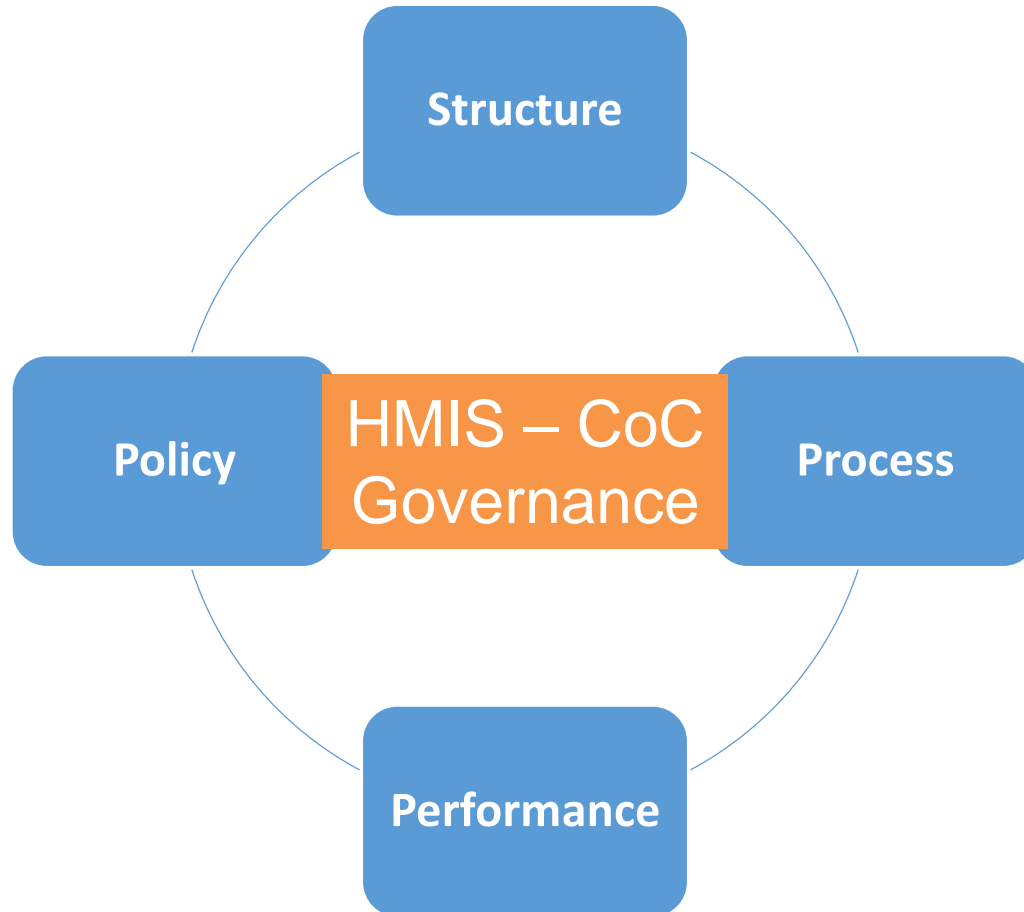 Structure
Policy
HMIS – CoC
Governance
Process
Performance